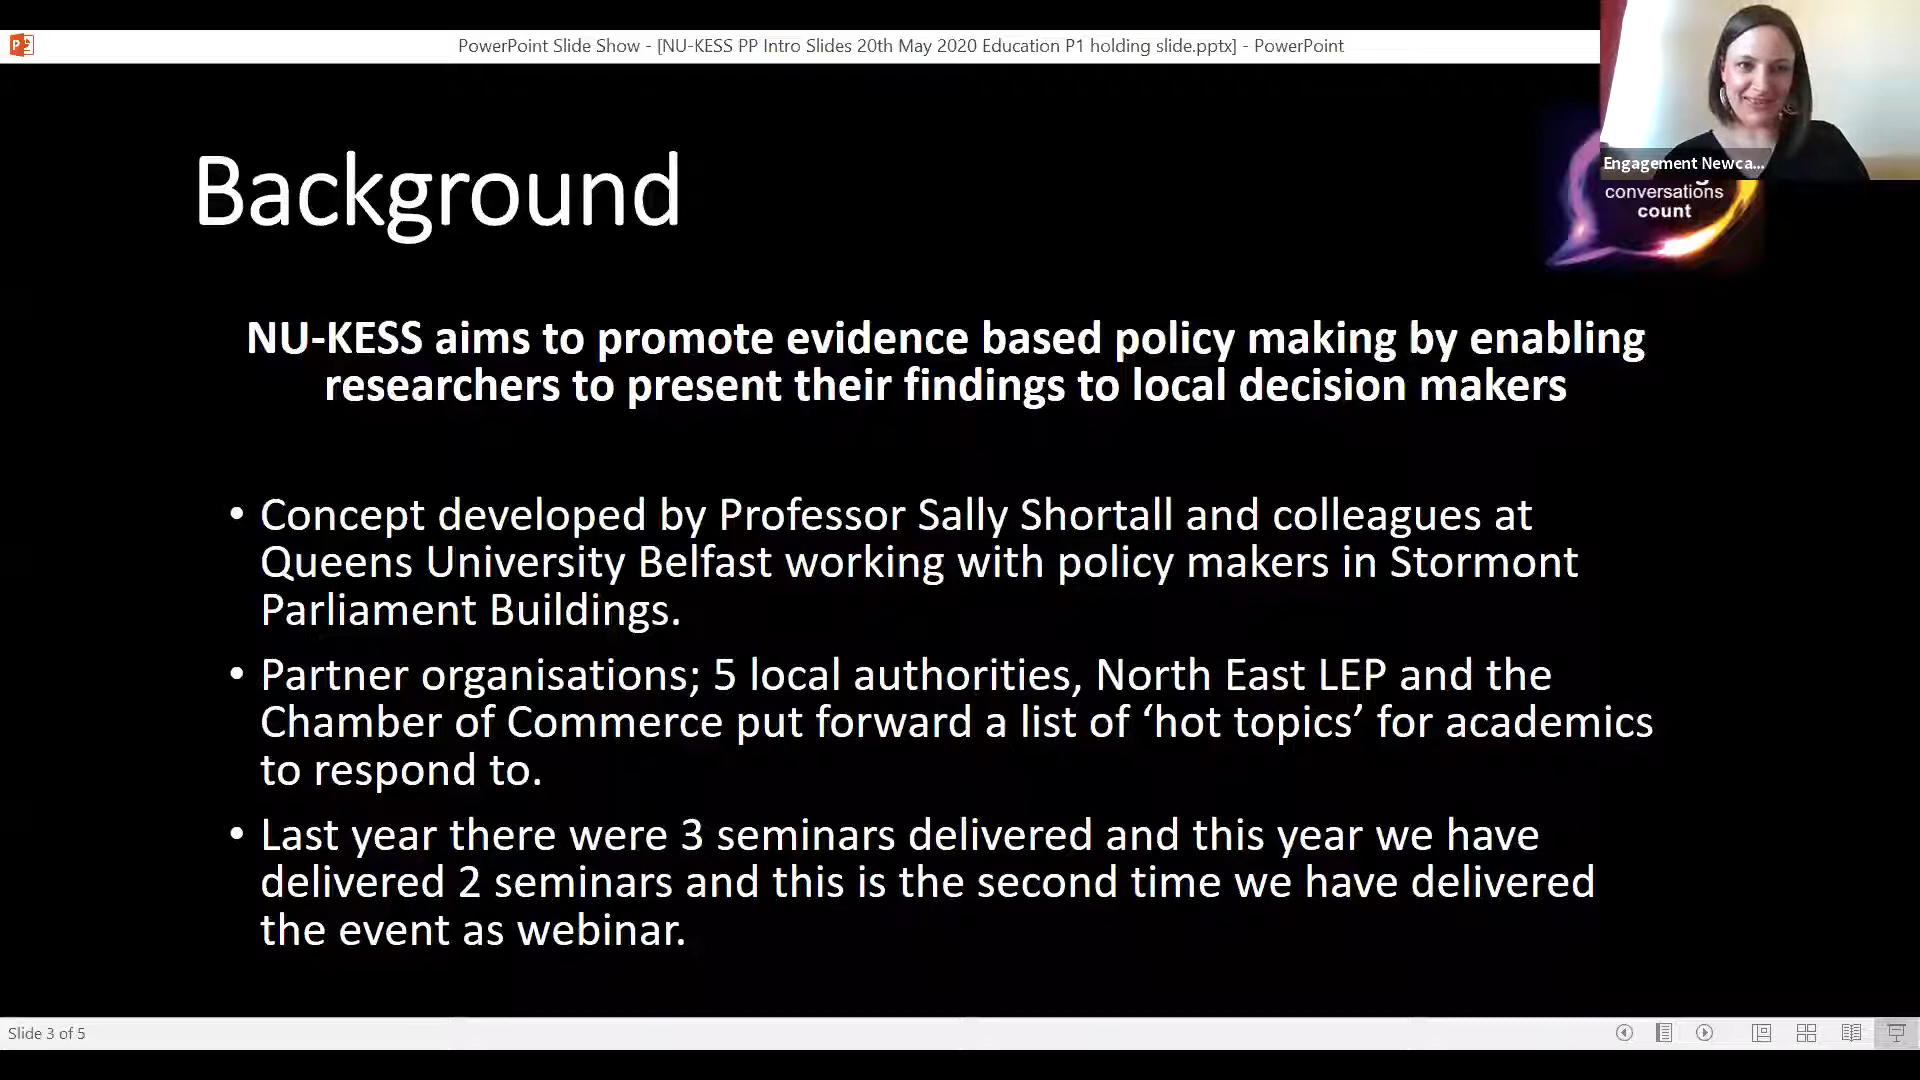 PowerPoint Slide Show - [NU-KESS PP Intro Slides 20th May 2020 Education P1 holding slide.pptx] - PowerPoint
Engagement Newca...
conversations
count
Background
NU-KESS aims to promote evidence based policy making by enabling
researchers to present their findings to local decision makers
• Concept developed by Professor Sally Shortall and colleagues at
Queens University Belfast working with policy makers in Stormont
Parliament Buildings.
• Partner organisations; 5 local authorities, North East LEP and the
Chamber of Commerce put forward a list of ‘hot topics’ for academics
to respond to.
• Last year there were 3 seminars delivered and this year we have
delivered 2 seminars and this is the second time we have delivered
the event as webinar.
Slide 3 of 5